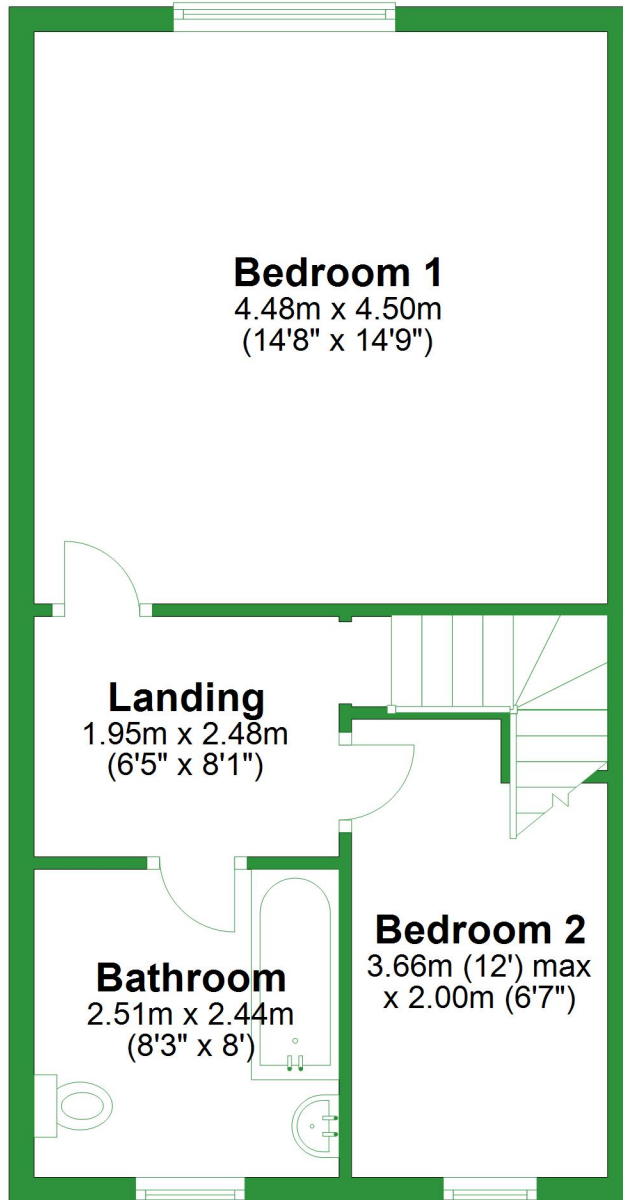 Bedroom 1
4.48m x 4.50m
(14'8" x 14'9")
Landing
1.95m x 2.48m
(6'5" x 8'1")
Bedroom 2
3.66m (12') max
x 2.00m (6'7")
Bathroom
2.51m x 2.44m
(8'3" x 8')